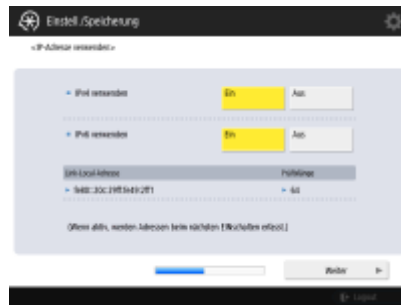 Einstell./Speicherung
<IP-Adresse verwenden>
IPv4 verwenden
Ein
Aus
IPv6 verwenden
Ein
Aus
Link-Local-Adresse
Präfixlänge
64
(Wenn aktiv, werden Adressen beim nächsten Einschalten erfasst.)
Weiter
Logout